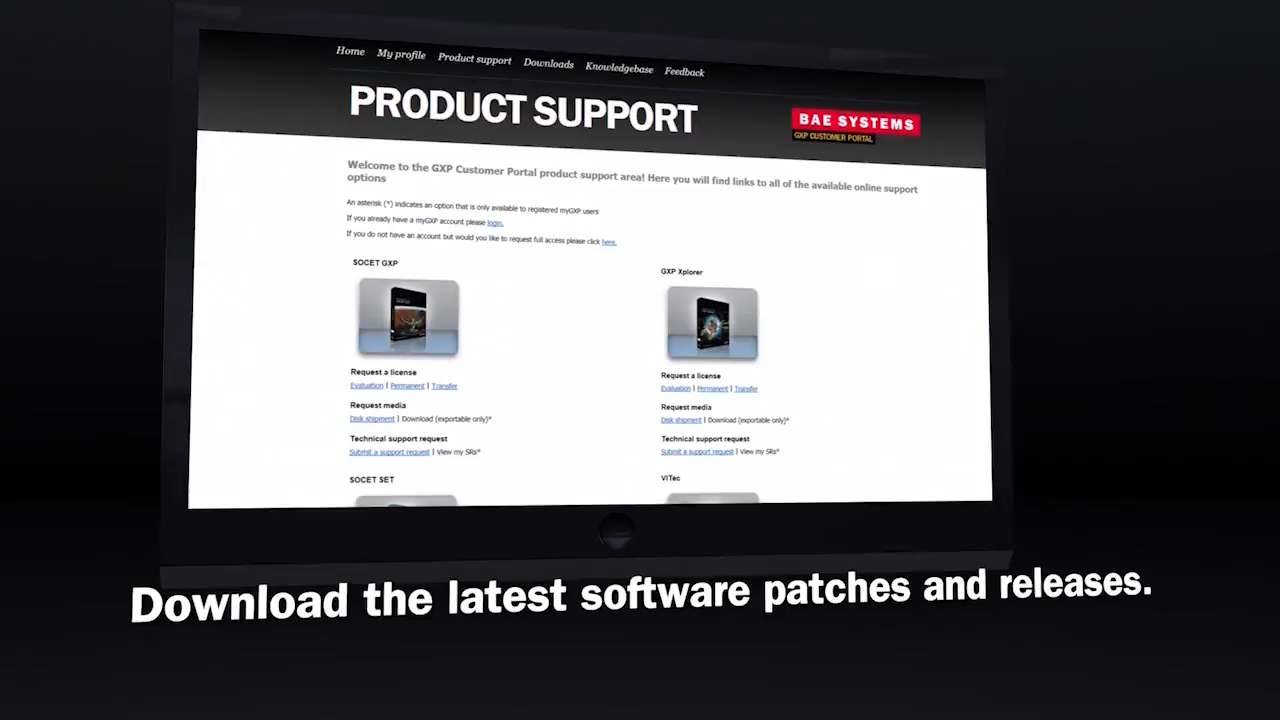 Home My profile Product support Downloads Knowledgebase Feedback
PRODUCT SUPPORT
BAE SYSTEMS
GXP CUSTOMER PORTAL
Welcome to the GXP Customer Portal product support area! Here you will find links to all of the available online support
options
An asterisk (*) indicates an option that is only available to registered myGXP users
If you already have a myGXP account please login.
If you do not have an account but would you like to request full access please click here.
SOCET GXP
Request a license
Evaluation | Permanent | Transfer
Request media
Disk shipment | Download (exportable only)*
Technical support request
Submit a support request | View my SRs*
SOCET SET
GXP Xplorer
Request a license
Evaluation | Permanent | Transfer
Request media
Disk shipment | Download (exportable only)*
Technical support request
Submit a support request | View my SRs*
VITec
Download the latest software patches and releases.